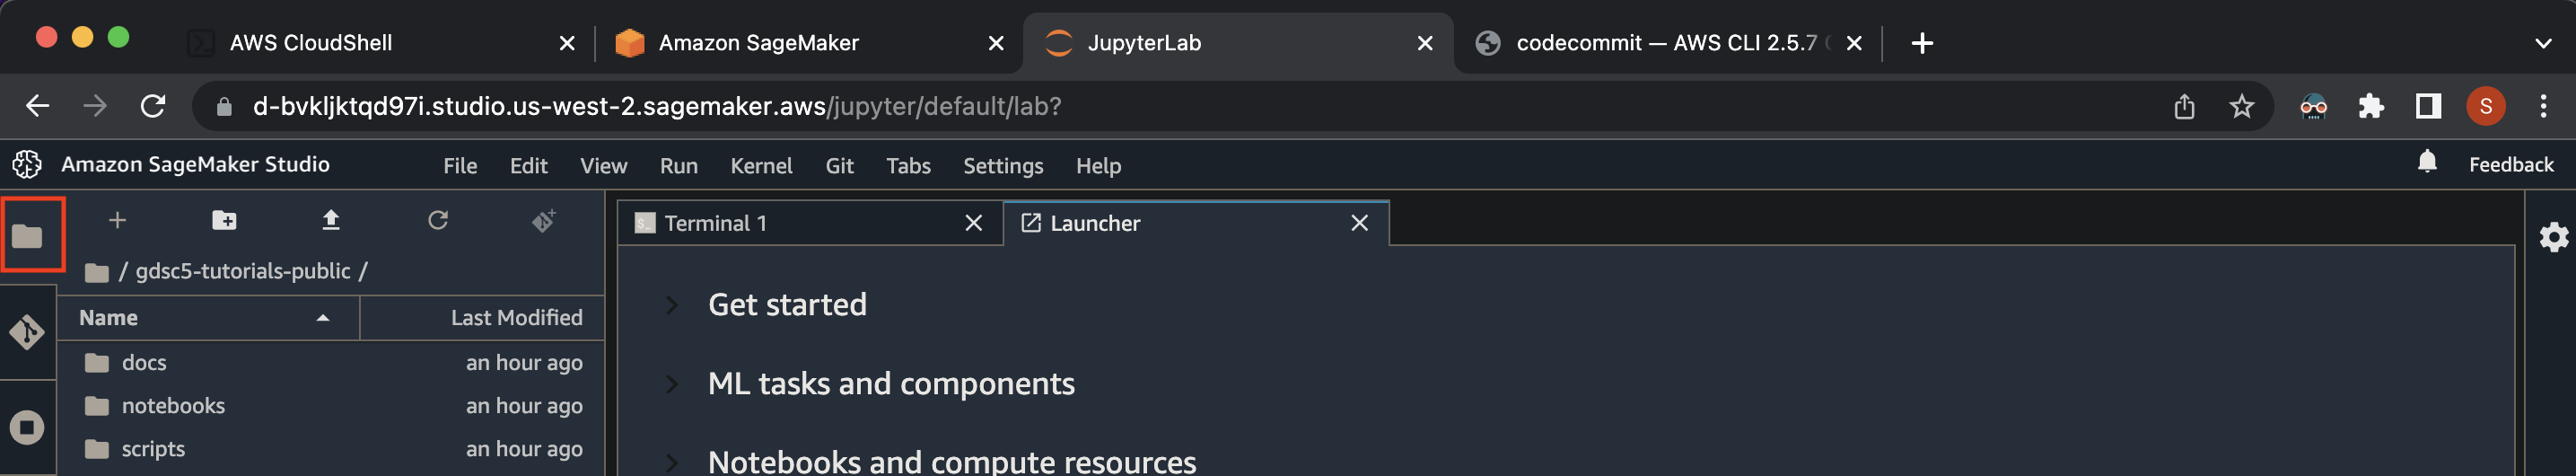 AWS CloudShell
Amazon SageMaker
JupyterLab
codecommit — AWS CLI 2.5.7
d-bvkljktqd97i.studio.us-west-2.sagemaker.aws/jupyter/default/lab?
S
Amazon SageMaker Studio
File Edit View Run Kernel Git Tabs Settings Help
Feedback
/ gdsc5-tutorials-public /
Name Last Modified
docs an hour ago
notebooks an hour ago
scripts an hour ago
Terminal 1
Launcher
Get started
ML tasks and components
Notebooks and compute resources